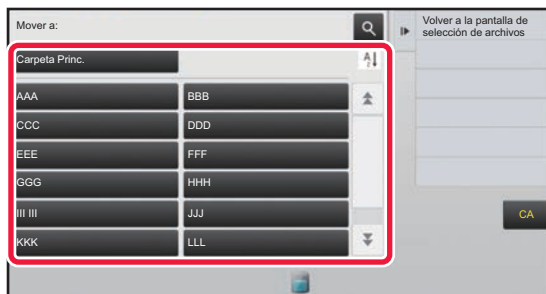 Mover a:
Volver a la pantalla de
selección de archivos
Carpeta Princ.
AAA
BBB
CCC
DDD
EEE
FFF
GGG
HHH
III III
JJJ
KKK
LLL
CA